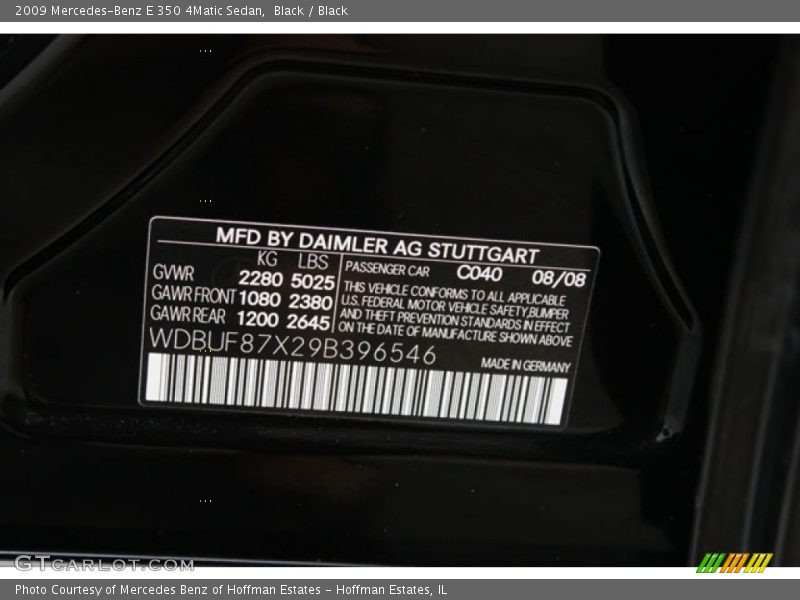 2009 Mercedes-Benz E 350 4Matic Sedan, Black / Black
MFD BY DAIMLER AG STUTTGART
KG LBS
GVWR 2280 5025
GAWR FRONT 1080 2380
GAWR REAR 1200 2645
PASSENGER CAR C040 08/08
THIS VEHICLE CONFORMS TO ALL APPLICABLE
U.S. FEDERAL MOTOR VEHICLE SAFETY, BUMPER
AND THEFT PREVENTION STANDARDS IN EFFECT
ON THE DATE OF MANUFACTURE SHOWN ABOVE
WDBUF87X29B396546
MADE IN GERMANY
GTcarlot.com
Photo Courtesy of Mercedes Benz of Hoffman Estates - Hoffman Estates, IL